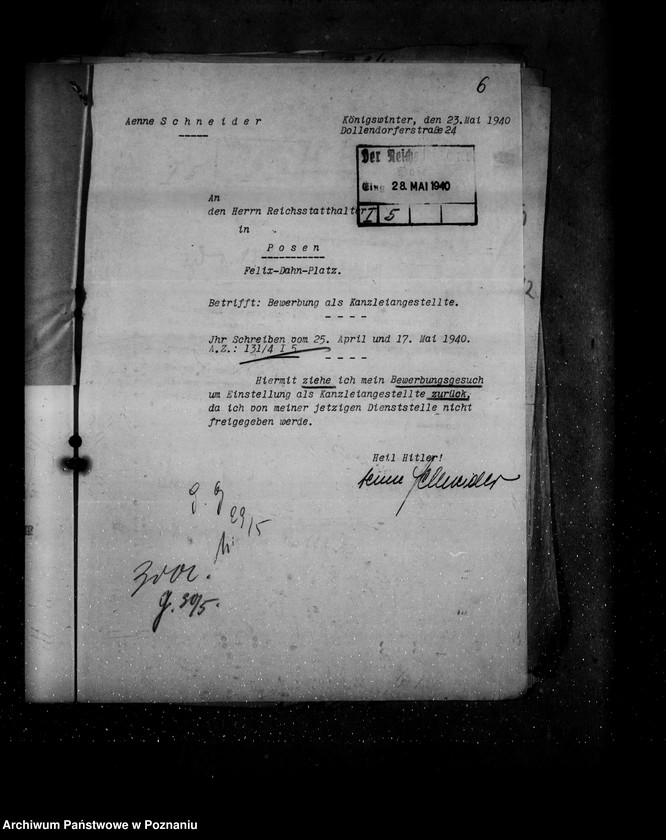 6
Aenne Schneider
Königswinter, den 23.Mai 1940
Dollendorferstraße 24
Der Reichs
Eing. 28. MAI 1940
I 5
An
den Herrn Reichsstatthalter
in
Posen
Felix-Dahn-Platz.
Betrifft: Bewerbung als Kanzleiangestellte.
Jhr Schreiben vom 25. April und 17. Mai 1940.
A.Z.: 131/4 I 5
Hiermit ziehe ich mein Bewerbungsgesuch
um Einstellung als Kanzleiangestellte zurück,
da ich von meiner jetzigen Dienststelle nicht
freigegeben werde.
Heil Hitler!
Aenne Schneider
29/5
g. 30/5.
Archiwum Państwowe w Poznaniu